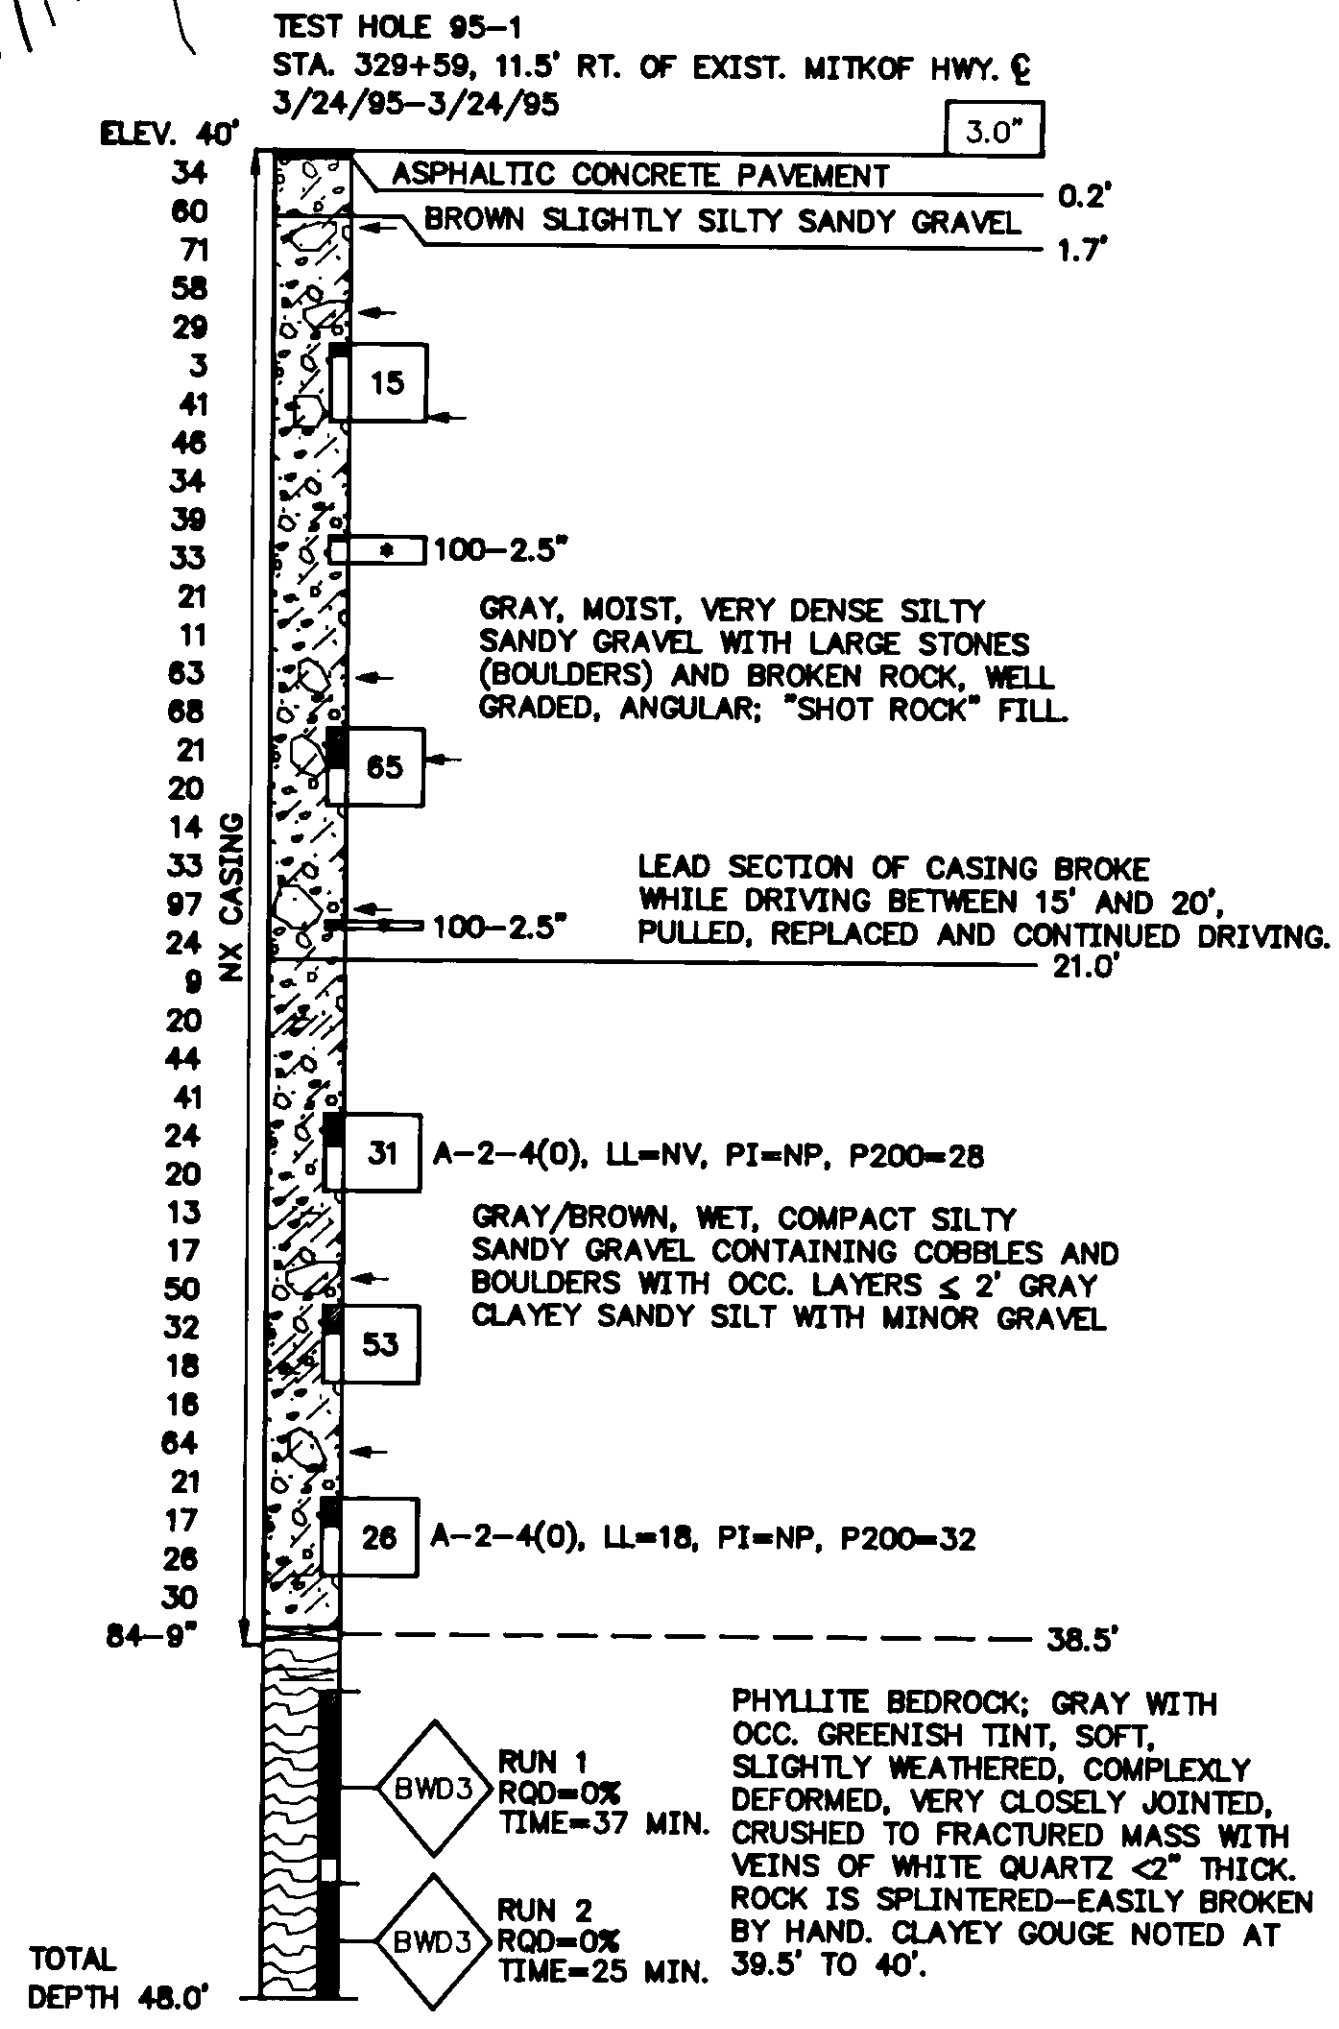 TEST HOLE 95-1
STA. 329+59, 11.5' RT. OF EXIST. MITKOF HWY. ℄
3/24/95-3/24/95
ELEV. 40'
3.0"
34
ASPHALTIC CONCRETE PAVEMENT
0.2'
60
BROWN SLIGHTLY SILTY SANDY GRAVEL
1.7'
71
58
29
3
15
41
46
34
39
33
* 100-2.5"
21
11
GRAY, MOIST, VERY DENSE SILTY
SANDY GRAVEL WITH LARGE STONES
(BOULDERS) AND BROKEN ROCK, WELL
GRADED, ANGULAR; "SHOT ROCK" FILL.
63
68
21
65
20
14
33
97
24
NX CASING
LEAD SECTION OF CASING BROKE
WHILE DRIVING BETWEEN 15' AND 20',
PULLED, REPLACED AND CONTINUED DRIVING.
* 100-2.5"
21.0'
9
20
44
41
24
31 A-2-4(0), LL=NV, PI=NP, P200=28
20
13
17
50
GRAY/BROWN, WET, COMPACT SILTY
SANDY GRAVEL CONTAINING COBBLES AND
BOULDERS WITH OCC. LAYERS ≤ 2' GRAY
CLAYEY SANDY SILT WITH MINOR GRAVEL
32
53
18
16
64
21
17
26 A-2-4(0), LL=18, PI=NP, P200=32
26
30
84-9"
38.5'
PHYLLITE BEDROCK; GRAY WITH
OCC. GREENISH TINT, SOFT,
SLIGHTLY WEATHERED, COMPLEXLY
DEFORMED, VERY CLOSELY JOINTED,
CRUSHED TO FRACTURED MASS WITH
VEINS OF WHITE QUARTZ <2" THICK.
ROCK IS SPLINTERED-EASILY BROKEN
BY HAND. CLAYEY GOUGE NOTED AT
39.5' TO 40'.
BWD3
RUN 1
RQD=0%
TIME=37 MIN.
BWD3
RUN 2
RQD=0%
TIME=25 MIN.
TOTAL
DEPTH 48.0'